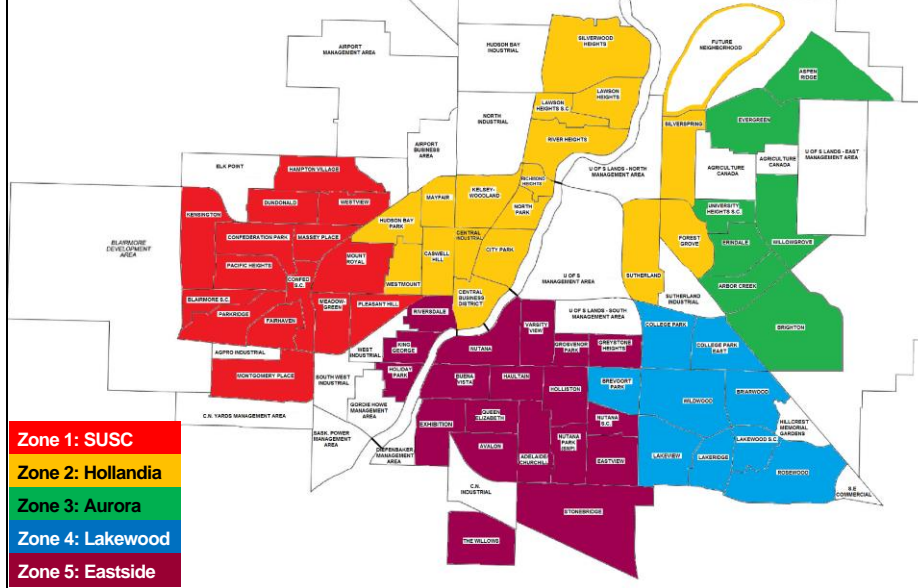 SILVERWOOD
HEIGHTS
FUTURE
NEIGHBORHOOD
AIRPORT
MANAGEMENT AREA
HUDSON BAY
INDUSTRIAL
ASPEN
RIDGE
LAWSON
HEIGHTS
LAWSON
HEIGHTS S.C.
NORTH
INDUSTRIAL
EVERGREEN
SILVERSPRING
RIVER HEIGHTS
AIRPORT
BUSINESS
AREA
ELK POINT
HAMPTON VILLAGE
U OF S LANDS - NORTH
MANAGEMENT AREA
AGRICULTURE
CANADA
AGRICULTURE
CANADA
U OF S LANDS - EAST
MANAGEMENT AREA
RICHMOND
HEIGHTS
KENSINGTON
DUNDONALD
WESTVIEW
MAYFAIR
KELSEY-
WOODLAND
NORTH
PARK
UNIVERSITY
HEIGHTS S.C.
HUDSON BAY
PARK
CONFEDERATION PARK
MASSEY PLACE
CENTRAL
INDUSTRIAL
FOREST
GROVE
ERINDALE
WILLOWGROVE
BLAIRMORE
DEVELOPMENT
AREA
MOUNT
ROYAL
CASWELL
HILL
CITY PARK
PACIFIC HEIGHTS
CONFED
S.C.
WESTMOUNT
U OF S
MANAGEMENT AREA
SUTHERLAND
SUTHERLAND
INDUSTRIAL
ARBOR CREEK
CENTRAL
BUSINESS
DISTRICT
BLAIRMORE S.C.
PARKRIDGE
FAIRHAVEN
MEADOW-
GREEN
PLEASANT HILL
RIVERSDALE
U OF S LANDS - SOUTH
MANAGEMENT AREA
COLLEGE PARK
BRIGHTON
VARSITY
VIEW
AGPRO INDUSTRIAL
WEST
INDUSTRIAL
KING
GEORGE
NUTANA
GROSVENOR
PARK
GREYSTONE
HEIGHTS
COLLEGE PARK
EAST
MONTGOMERY PLACE
SOUTH WEST
INDUSTRIAL
HOLIDAY
PARK
BUENA
VISTA
HAULTAIN
HOLLISTON
BREVOORT
PARK
WILDWOOD
BRIARWOOD
GORDIE HOWE
MANAGEMENT
AREA
C.N. YARDS MANAGEMENT AREA
QUEEN
ELIZABETH
NUTANA
S.C.
HILLCREST
MEMORIAL
GARDENS
EXHIBITION
SASK. POWER
MANAGEMENT
AREA
DIEFENBAKER
MANAGEMENT
AREA
AVALON
ADELAIDE/
CHURCHILL
NUTANA
PARK
EASTVIEW
LAKEVIEW
LAKERIDGE
LAKEWOOD S.C.
ROSEWOOD
C.N.
INDUSTRIAL
S.E.
COMMERCIAL
STONEBRIDGE
THE WILLOWS
Zone 1: SUSC
Zone 2: Hollandia
Zone 3: Aurora
Zone 4: Lakewood
Zone 5: Eastside